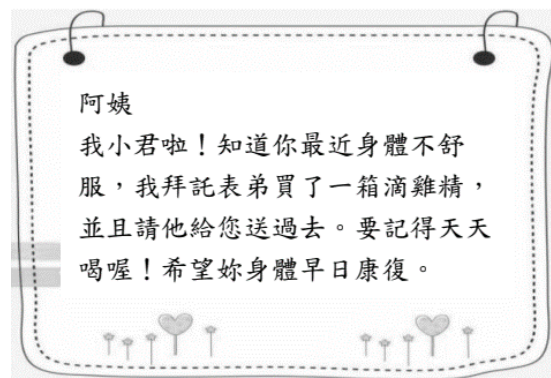 阿姨
我小君啦！知道你最近身體不舒
服，我拜託表弟買了一箱滴雞精，
並且請他給您送過去。要記得天天
喝喔！希望妳身體早日康復。